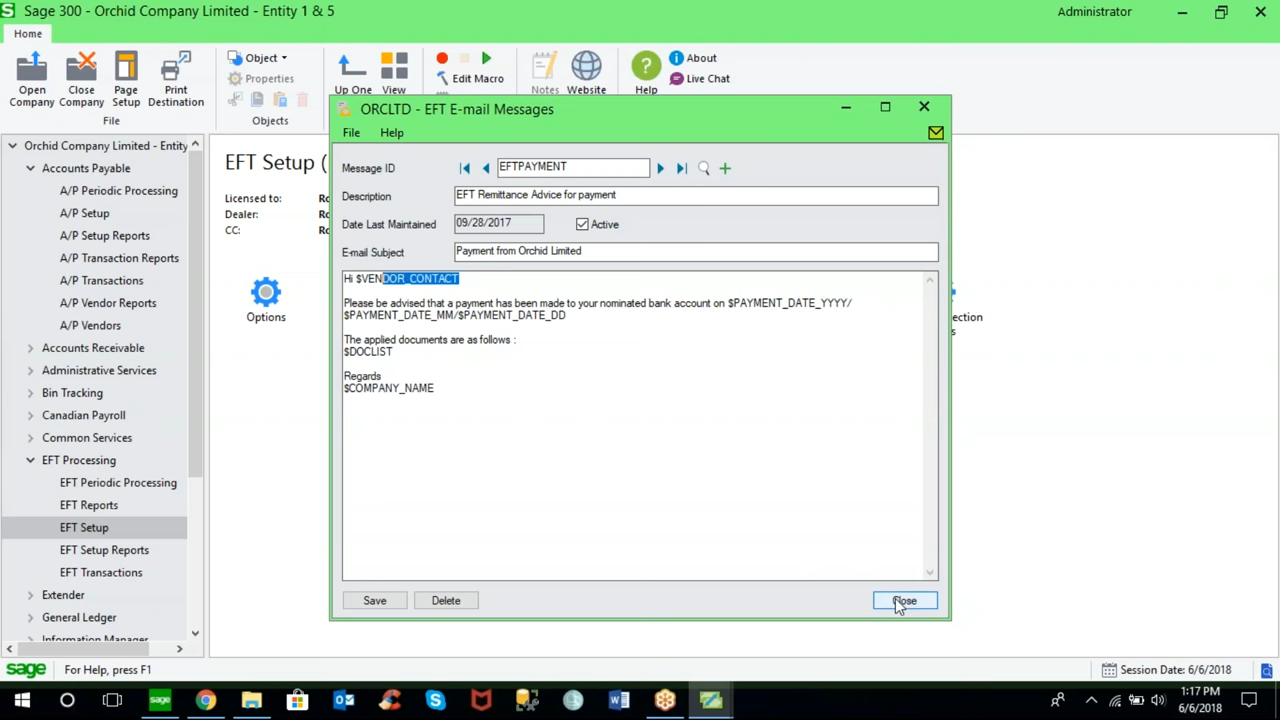 Sage 300 - Orchid Company Limited - Entity 1 & 5
Administrator
Home
Open Company
Close Company
Page Setup
Print Destination
File
Object
Properties
Objects
Up One
View
Edit Macro
Notes
Website
Help
About
Live Chat
Orchid Company Limited - Entity
Accounts Payable
A/P Periodic Processing
A/P Setup
A/P Setup Reports
A/P Transaction Reports
A/P Transactions
A/P Vendor Reports
A/P Vendors
Accounts Receivable
Administrative Services
Bin Tracking
Canadian Payroll
Common Services
EFT Processing
EFT Periodic Processing
EFT Reports
EFT Setup
EFT Setup Reports
EFT Transactions
Extender
General Ledger
Information Manager
EFT Setup (
Licensed to: Ro
Dealer: Ro
CC: Ro
Options
ection
s
ORCLTD - EFT E-mail Messages
File Help
Message ID EFTPAYMENT
Description EFT Remittance Advice for payment
Date Last Maintained 09/28/2017 Active
E-mail Subject Payment from Orchid Limited
Hi $VENDOR_CONTACT
Please be advised that a payment has been made to your nominated bank account on $PAYMENT_DATE_YYYY/
$PAYMENT_DATE_MM/$PAYMENT_DATE_DD
The applied documents are as follows :
$DOCLIST
Regards
$COMPANY_NAME
Save Delete Close
sage For Help, press F1
Session Date: 6/6/2018
sage
1:17 PM
6/6/2018